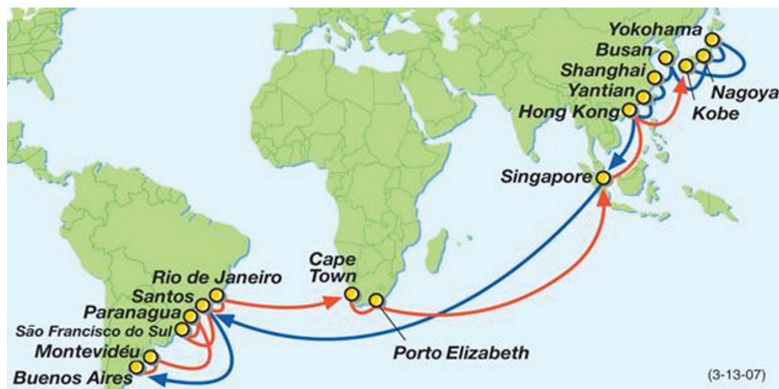 Yokohama
Busan
Shanghai
Yantian
Hong Kong
Nagoya
Kobe
Singapore
Cape
Town
Porto Elizabeth
Rio de Janeiro
Santos
Paranagua
São Francisco do Sul
Montevidéu
Buenos Aires
(3-13-07)